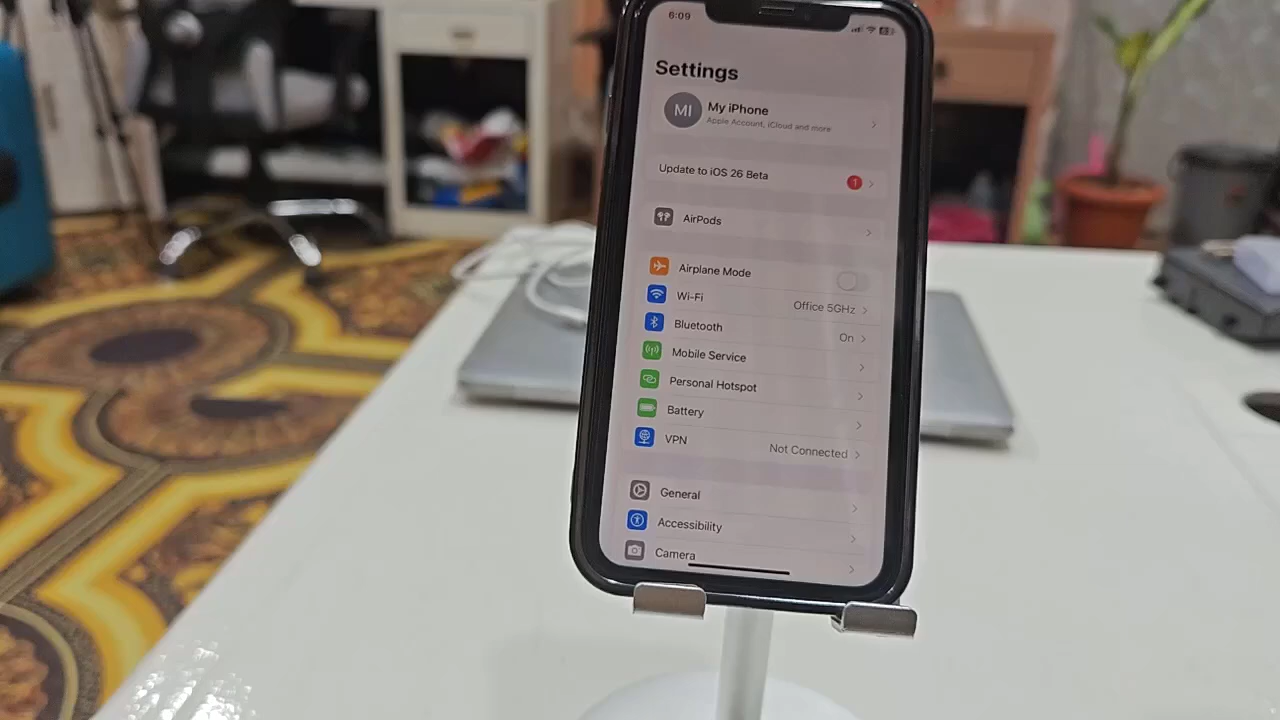 6:09
Settings
MI
My iPhone
Apple Account, iCloud and more
Update to iOS 26 Beta 1
AirPods
Airplane Mode
Wi-Fi Office 5GHz
Bluetooth On
Mobile Service
Personal Hotspot
Battery
VPN Not Connected
General
Accessibility
Camera